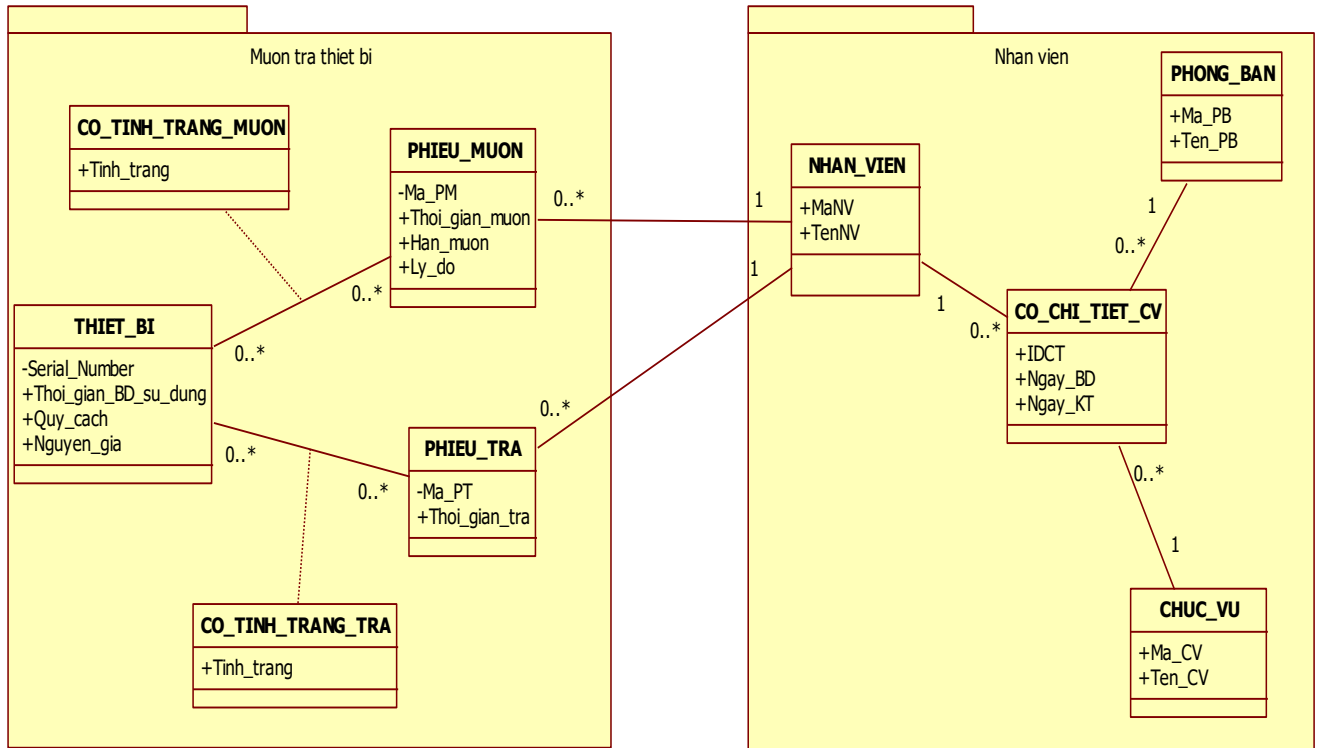 Muon tra thiet bi
CO_TINH_TRANG_MUON
+Tinh_trang
PHIEU_MUON
-Ma_PM
+Thoi_gian_muon
+Han_muon
+Ly_do
0..*
0..*
THIET_BI
-Serial_Number
+Thoi_gian_BD_su_dung
+Quy_cach
+Nguyen_gia
0..*
0..*
PHIEU_TRA
-Ma_PT
+Thoi_gian_tra
0..*
0..*
CO_TINH_TRANG_TRA
+Tinh_trang
Nhan vien
1
1
NHAN_VIEN
+MaNV
+TenNV
1
0..*
PHONG_BAN
+Ma_PB
+Ten_PB
1
0..*
CO_CHI_TIET_CV
+IDCT
+Ngay_BD
+Ngay_KT
0..*
1
CHUC_VU
+Ma_CV
+Ten_CV